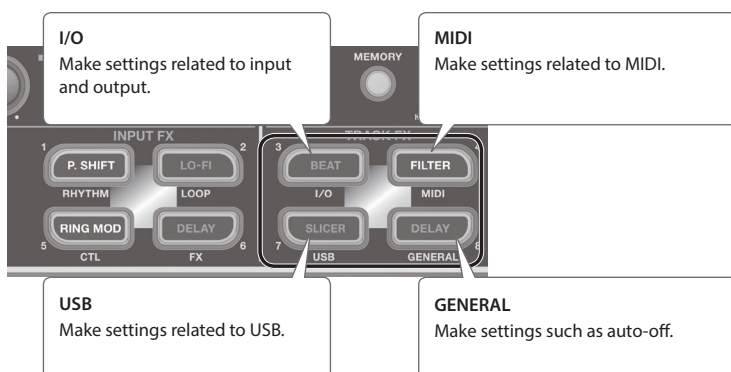 I/O
Make settings related to input
and output.
MIDI
Make settings related to MIDI.
MEMORY
INPUT FX
TRACK FX
1
P. SHIFT
LO-FI
2
3
BEAT
FILTER
4
RHYTHM
LOOP
I/O
MIDI
RING MOD
DELAY
SLICER
DELAY
5
CTL
FX
6
7
USB
GENERAL
8
USB
Make settings related to USB.
GENERAL
Make settings such as auto-off.